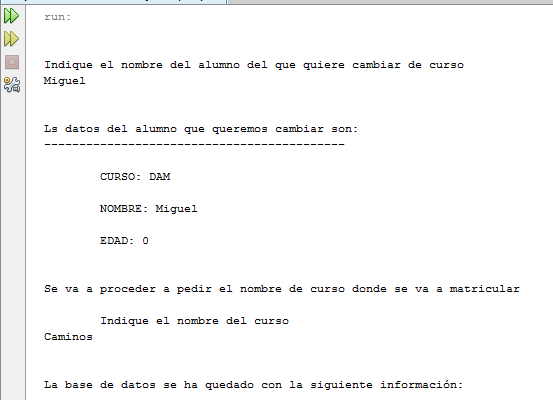 run:
Indique el nombre del alumno del que quiere cambiar de curso
Miguel
Ls datos del alumno que queremos cambiar son:
-------------------------------------------
CURSO: DAM
NOMBRE: Miguel
EDAD: 0
Se va a proceder a pedir el nombre de curso donde se va a matricular
Indique el nombre del curso
Caminos
La base de datos se ha quedado con la siguiente información: